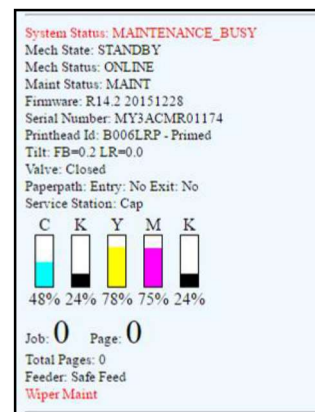 System Status: MAINTENANCE_BUSY
Mech State: STANDBY
Mech Status: ONLINE
Maint Status: MAINT
Firmware: R14.2 20151228
Serial Number: MY3ACMR01174
Printhead Id: B006LRP - Primed
Tilt: FB=0.2 LR=0.0
Valve: Closed
Paperpath: Entry: No Exit: No
Service Station: Cap
C K Y M K
48% 24% 78% 75% 24%
Job: 0 Page: 0
Total Pages: 0
Feeder: Safe Feed
Wiper Maint